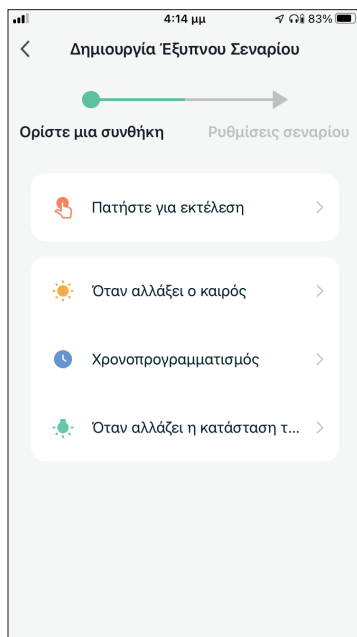 4:14 μμ 83%
Δημιουργία Έξυπνου Σεναρίου
Ορίστε μια συνθήκη Ρυθμίσεις σεναρίου
Πατήστε για εκτέλεση
Όταν αλλάξει ο καιρός
Χρονοπρογραμματισμός
Όταν αλλάζει η κατάσταση τ...